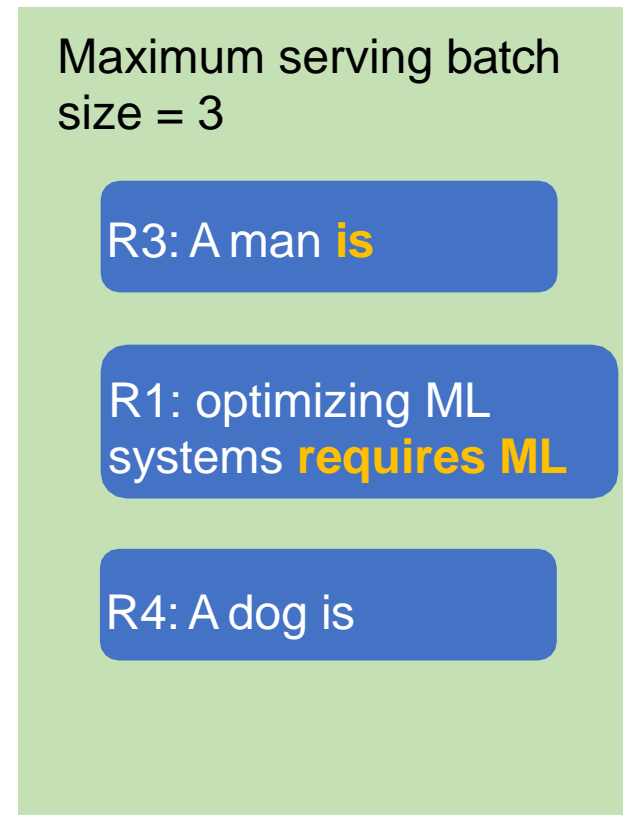 Maximum serving batch
size = 3
R3: A man is
R1: optimizing ML
systems requires ML
R4: A dog is